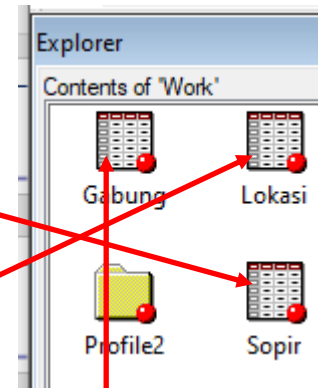 Explorer
Contents of 'Work'
Gabung Lokasi
Profile2 Sopir